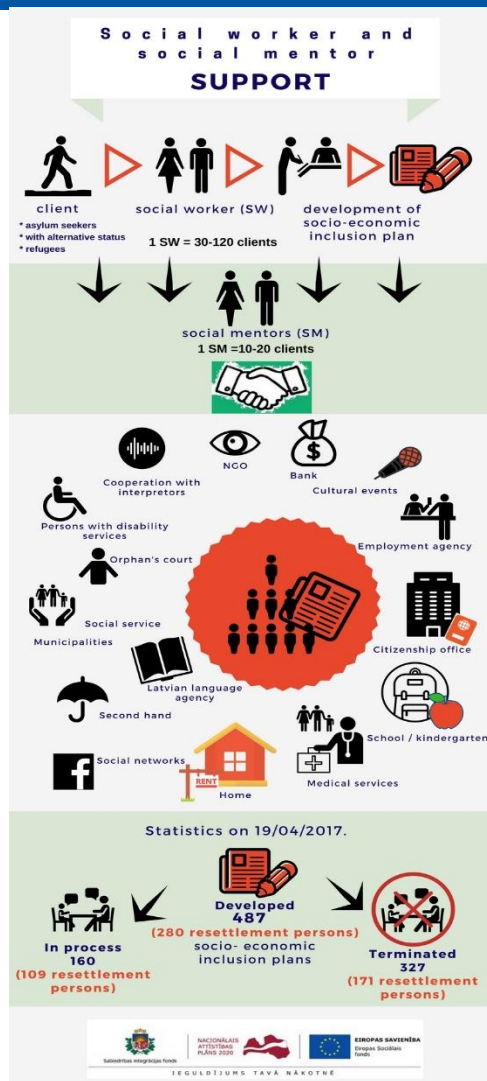 Social worker and
social mentor
SUPPORT
client
* asylum seekers
* with alternative status
* refugees
social worker (SW)
1 SW = 30-120 clients
development of
socio-economic
inclusion plan
social mentors (SM)
1 SM =10-20 clients
NGO
$
Bank
Cooperation with
interpretors
Cultural events
Persons with disability
services
Employment agency
Orphan's court
Social service
Municipalities
Citizenship office
Latvian language
agency
Second hand
School / kindergarten
Social networks
f
RENT
Home
Medical services
Statistics on 19/04/2017.
Developed
487
(280 resettlement persons)
socio- economic
inclusion plans
In process
160
(109 resettlement
persons)
Terminated
327
(171 resettlement
persons)
Sabiedrības integrācijas fonds
NACIONĀLAIS
ATTĪSTĪBAS
PLĀNS 2020
EIROPAS SAVIENĪBA
Eiropas Sociālais
fonds
IEGULDĪJUMS TAVĀ NĀKOTNĒ